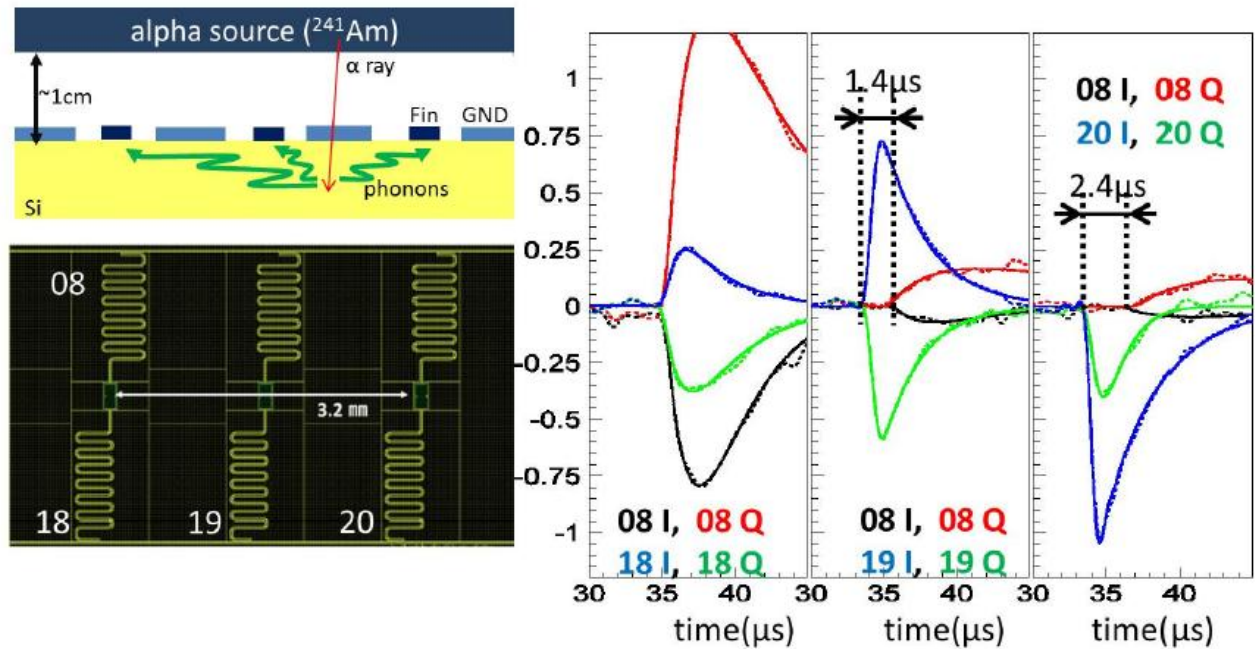 alpha source (²⁴¹Am)
α ray
~1cm
Fin
GND
phonons
Si
08
3.2 mm
18
19
20
1
0.75
0.5
0.25
0
-0.25
-0.5
-0.75
-1
08 I, 08 Q
18 I, 18 Q
30 35 40
time(μs)
1.4μs
08 I, 08 Q
19 I, 19 Q
30 35 40
time(μs)
08 I, 08 Q
20 I, 20 Q
2.4μs
30 35 40
time(μs)